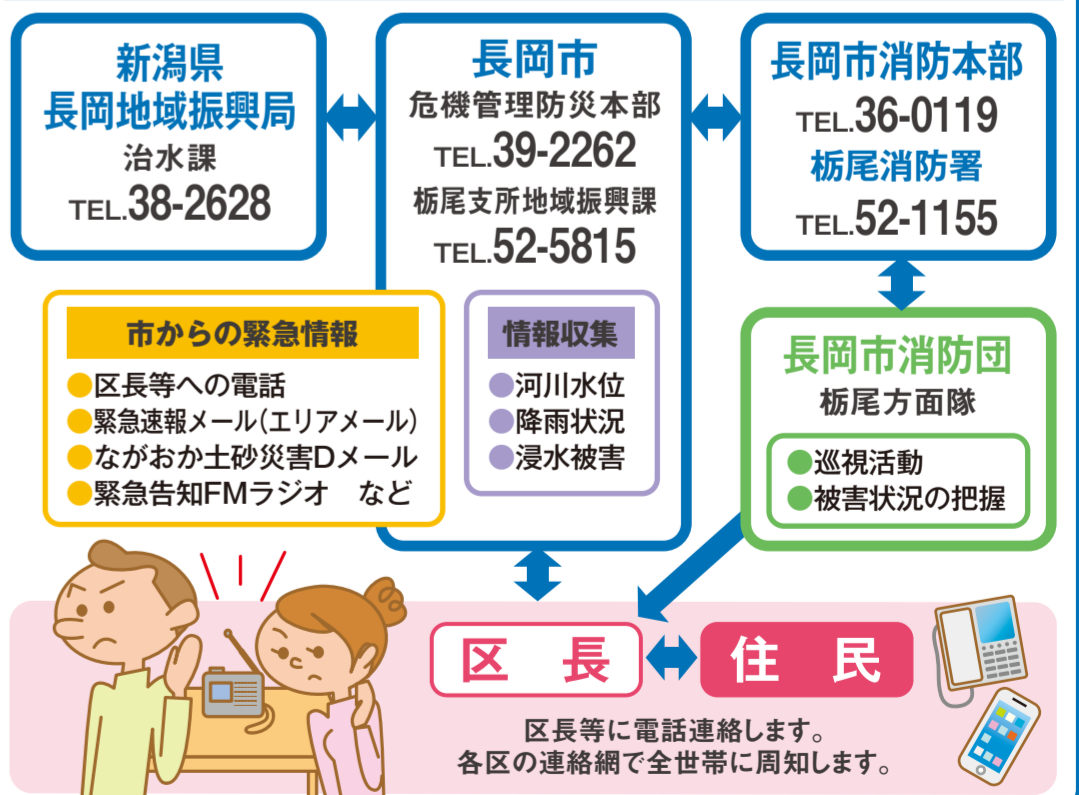 新潟県
長岡地域振興局
治水課
TEL.38-2628
長岡市
危機管理防災本部
TEL.39-2262
栃尾支所地域振興課
TEL.52-5815
長岡市消防本部
TEL.36-0119
栃尾消防署
TEL.52-1155
市からの緊急情報
●区長等への電話
●緊急速報メール(エリアメール)
●ながおか土砂災害Dメール
●緊急告知FMラジオ　など
情報収集
●河川水位
●降雨状況
●浸水被害
長岡市消防団
栃尾方面隊
●巡視活動
●被害状況の把握
区　長
住　民
区長等に電話連絡します。
各区の連絡網で全世帯に周知します。